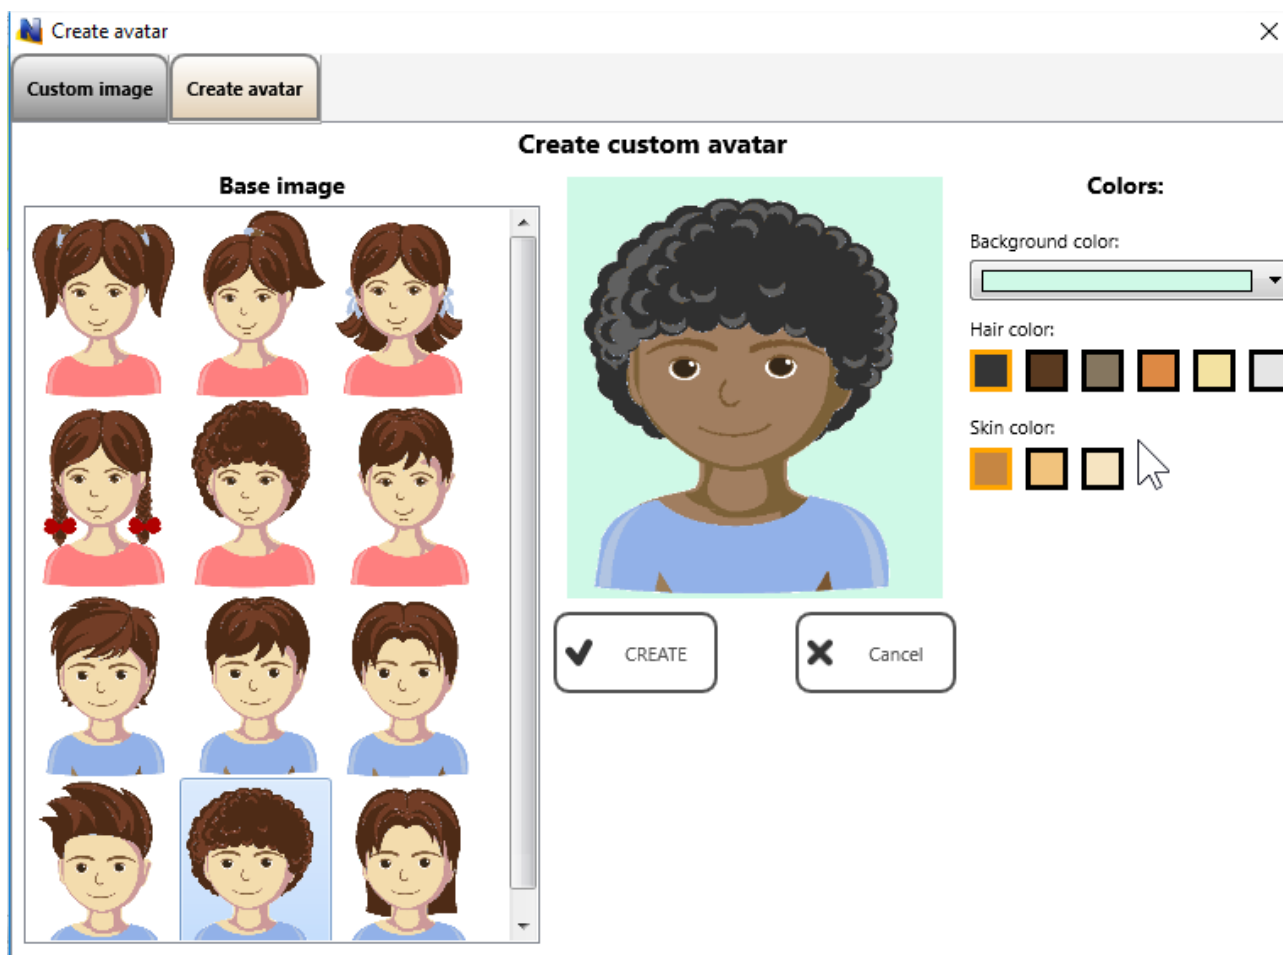 Create avatar
Custom image
Create avatar
Create custom avatar
Base image
Colors:
Background color:
Hair color:
Skin color:
CREATE
Cancel